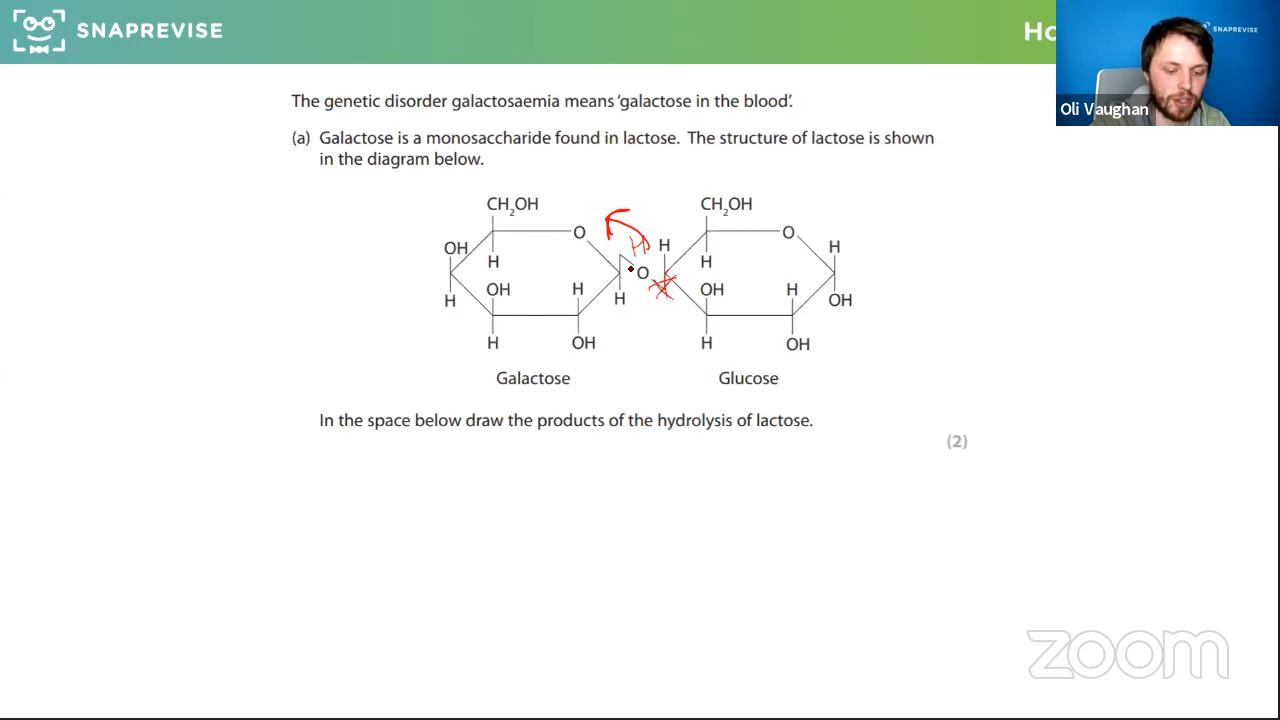 SNAPREVISE
Ho
SNAPREVISE
Oli Vaughan
The genetic disorder galactosaemia means ‘galactose in the blood’.
(a) Galactose is a monosaccharide found in lactose. The structure of lactose is shown
in the diagram below.
CH₂OH CH₂OH
O O
OH H H H H
H H
O
H OH H H OH H OH
H OH H OH
Galactose Glucose
In the space below draw the products of the hydrolysis of lactose.
(2)
zoom